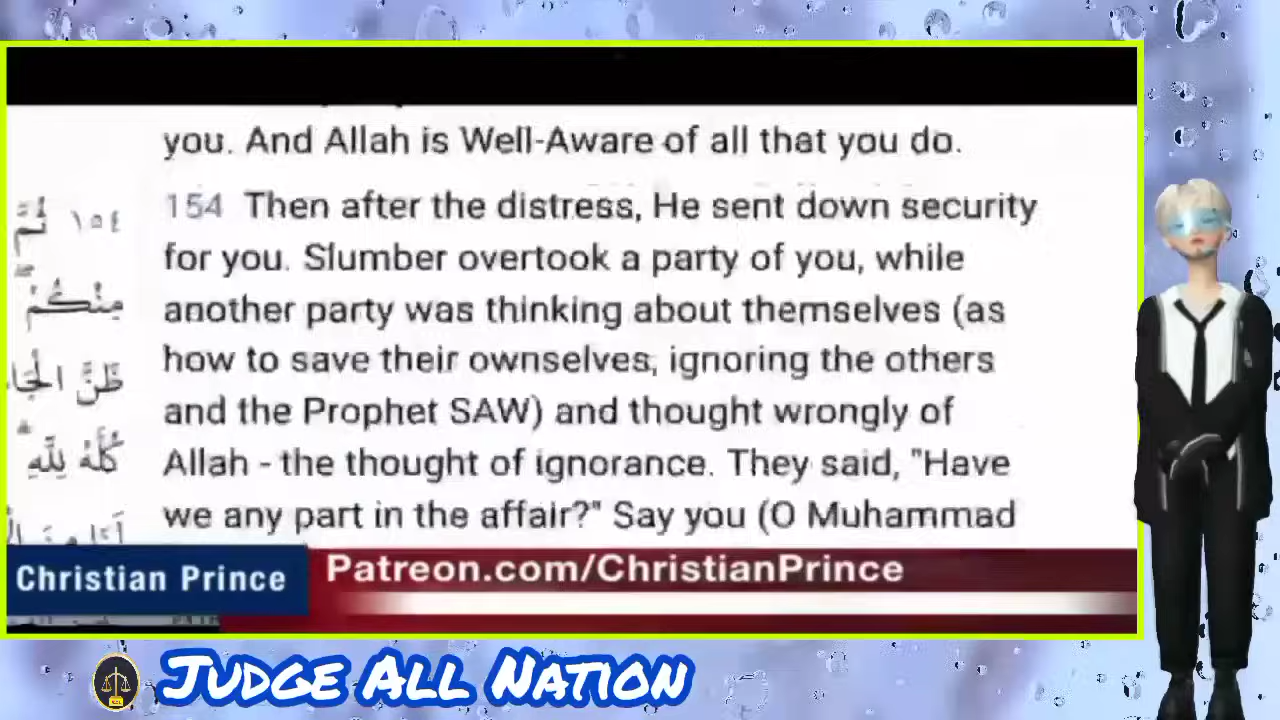 you. And Allah is Well-Aware of all that you do.
154 Then after the distress, He sent down security
for you. Slumber overtook a party of you, while
another party was thinking about themselves (as
how to save their ownselves, ignoring the others
and the Prophet SAW) and thought wrongly of
Allah - the thought of ignorance. They said, "Have
we any part in the affair?" Say you (O Muhammad
١٥٤ ثُمَّ
مِنْكُمْ
ظَنَّ
كُلَّهُ لِلَّهِ
Christian Prince
Patreon.com/ChristianPrince
JUDGE ALL NATION